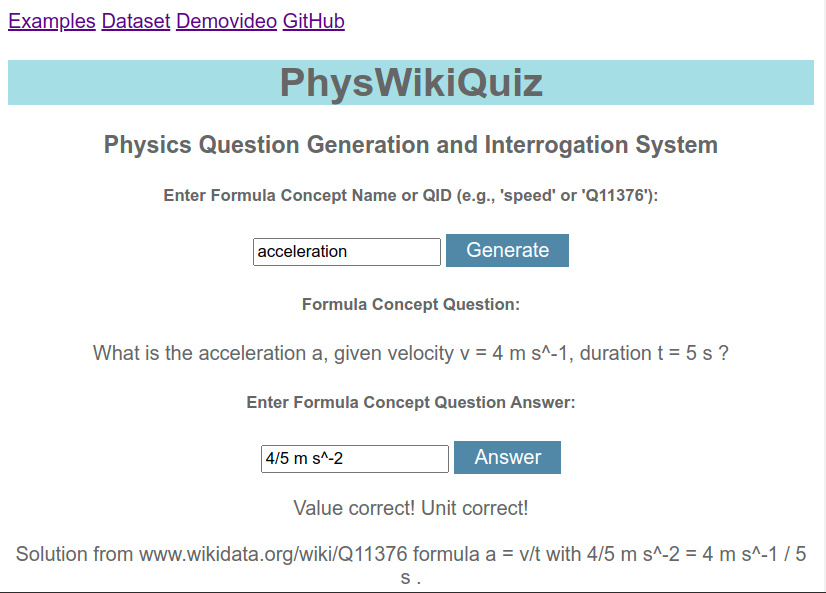 Examples Dataset Demovideo GitHub
PhysWikiQuiz
Physics Question Generation and Interrogation System
Enter Formula Concept Name or QID (e.g., 'speed' or 'Q11376'):
acceleration Generate
Formula Concept Question:
What is the acceleration a, given velocity v = 4 m s^-1, duration t = 5 s ?
Enter Formula Concept Question Answer:
4/5 m s^-2 Answer
Value correct! Unit correct!
Solution from www.wikidata.org/wiki/Q11376 formula a = v/t with 4/5 m s^-2 = 4 m s^-1 / 5
s .